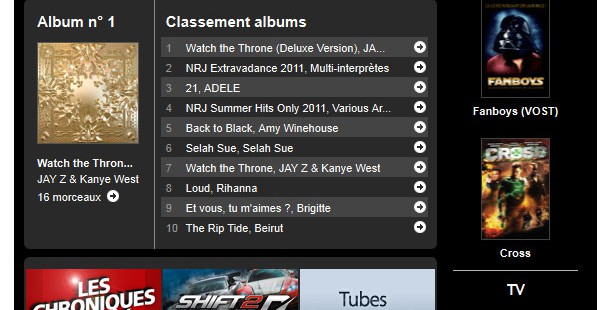 Album n° 1
Watch the Thron...
JAY Z & Kanye West
16 morceaux
Classement albums
1 Watch the Throne (Deluxe Version), JA...
2 NRJ Extravadance 2011, Multi-interprètes
3 21, ADELE
4 NRJ Summer Hits Only 2011, Various Ar...
5 Back to Black, Amy Winehouse
6 Selah Sue, Selah Sue
7 Watch the Throne, JAY Z & Kanye West
8 Loud, Rihanna
9 Et vous, tu m'aimes ?, Brigitte
10 The Rip Tide, Beirut
FANBOYS
Fanboys (VOST)
CROSS
Cross
TV
LES
CHRONIQUES
SHIFT 2
Tubes